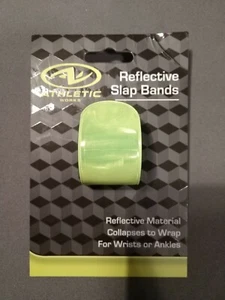 Reflective
Slap Bands
ATHLETIC
WORKS
Reflective Material
Collapses to Wrap
For Wrists or Ankles